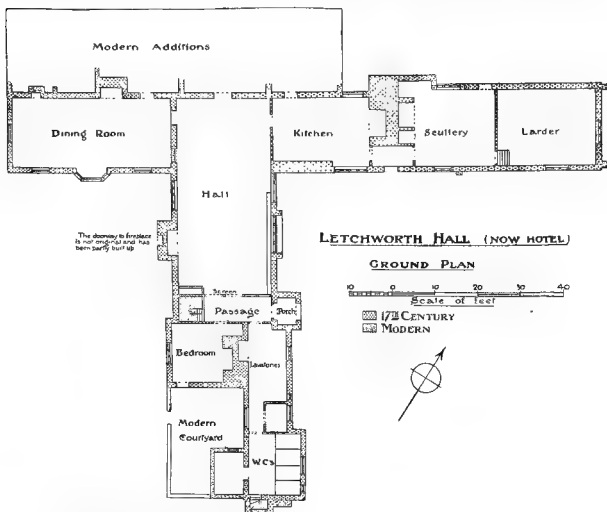 Modern Additions
Dining Room
Kitchen
Scullery
Larder
Hall
The doorway to fireplace
is not original and has
been partly built up
LETCHWORTH HALL (NOW HOTEL)
GROUND PLAN
10 0 10 20 30 40
Scale of feet
17TH CENTURY
MODERN
Screen
Passage
Porch
Bedroom
Lavatories
Modern
Courtyard
W.C's